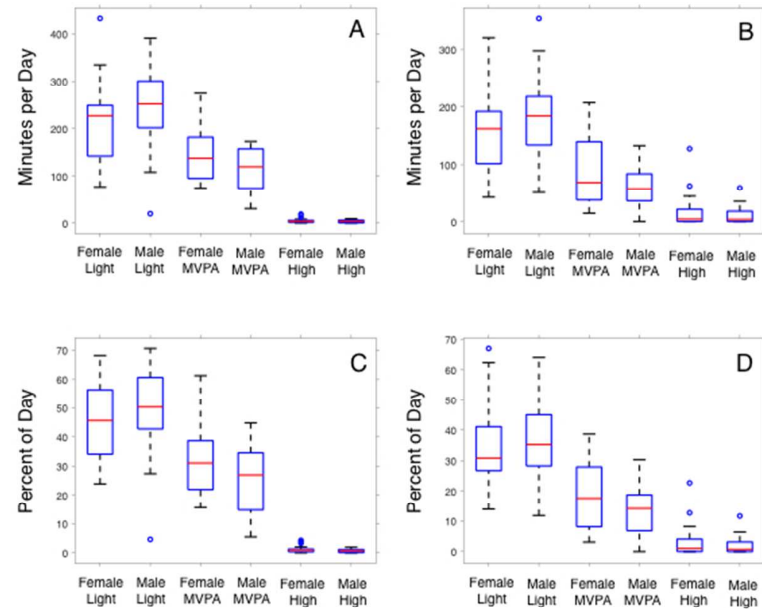 A
Minutes per Day
400
300
200
100
0
Female Male Female Male Female Male
Light Light MVPA MVPA High High
B
Minutes per Day
300
200
100
0
Female Male Female Male Female Male
Light Light MVPA MVPA High High
C
Percent of Day
70
60
50
40
30
20
10
0
Female Male Female Male Female Male
Light Light MVPA MVPA High High
D
Percent of Day
70
60
50
40
30
20
10
0
Female Male Female Male Female Male
Light Light MVPA MVPA High High